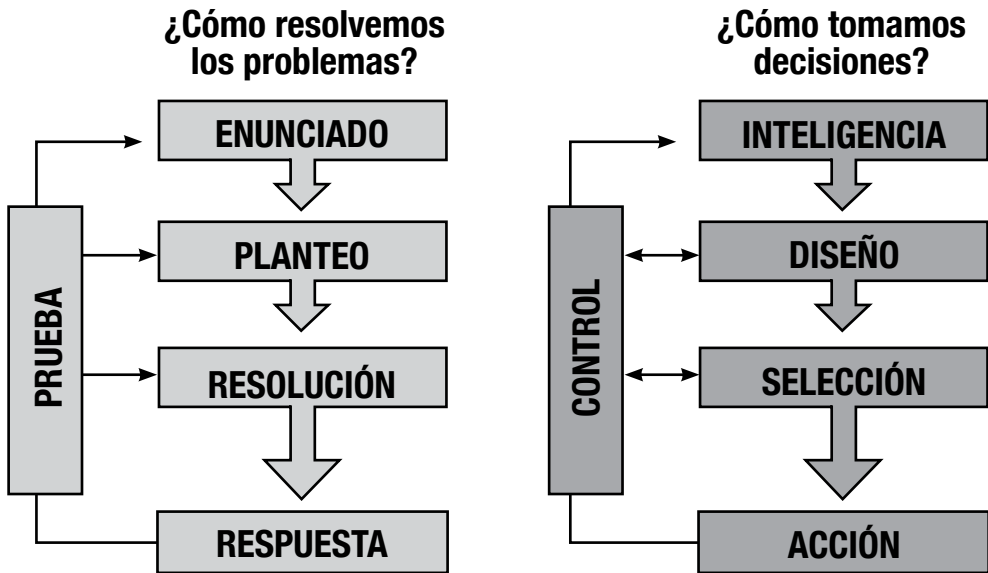 ¿Cómo resolvemos
los problemas?
ENUNCIADO
PLANTEO
RESOLUCIÓN
RESPUESTA
PRUEBA
¿Cómo tomamos
decisiones?
INTELIGENCIA
DISEÑO
SELECCIÓN
ACCIÓN
CONTROL